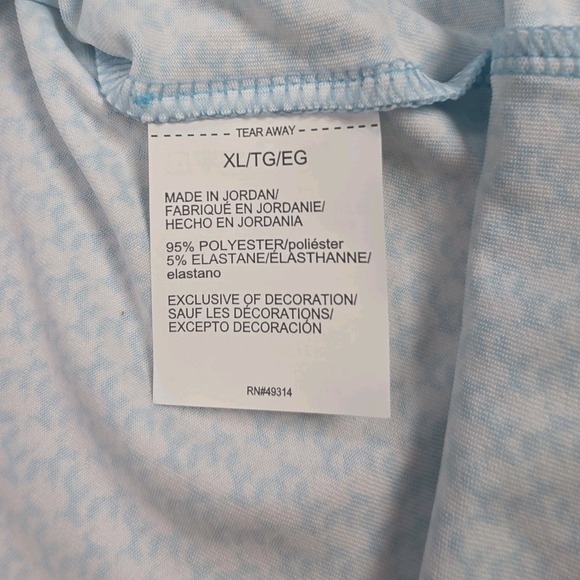 - - - - - - - - - TEAR AWAY - - - - - - - - -
XL/TG/EG
MADE IN JORDAN/
FABRIQUÉ EN JORDANIE/
HECHO EN JORDANIA
95% POLYESTER/poliéster
5% ELASTANE/ÉLASTHANNE/
elastano
EXCLUSIVE OF DECORATION/
SAUF LES DÉCORATIONS/
EXCEPTO DECORACIÓN
RN#49314